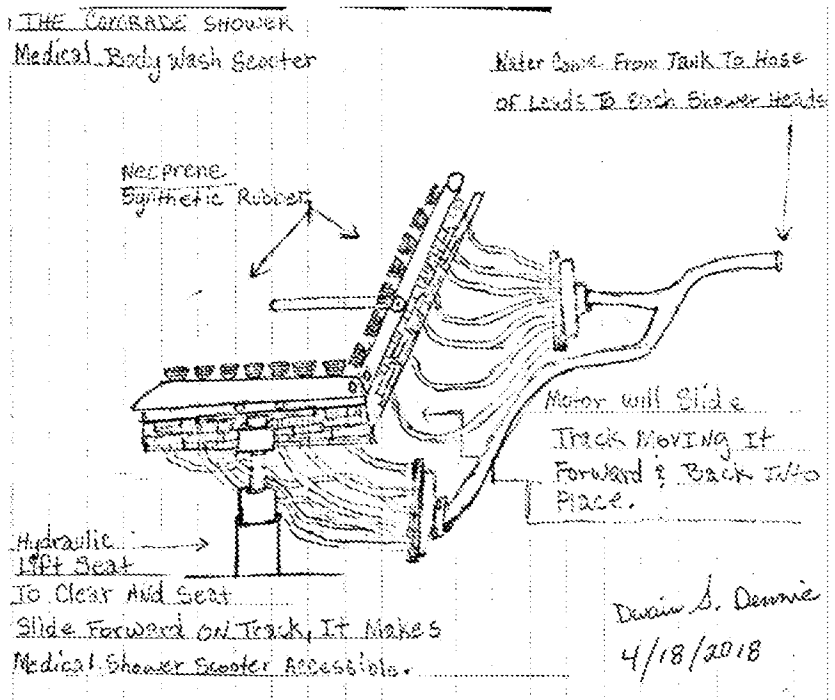 THE COMRADE SHOWER
Medical Body Wash Scooter
Water Come From Tank To Hose
of Leads To Each Shower Heads
Neoprene
Synthetic Rubber
Motor will Slide
Track Moving It
Forward & Back Into
Place.
Hydraulic
Lift Seat
To Clear And Seat
Slide Forward ON Track, It Makes
Medical Shower Scooter Accessible.
Dwain S. Dennie
4/18/2018